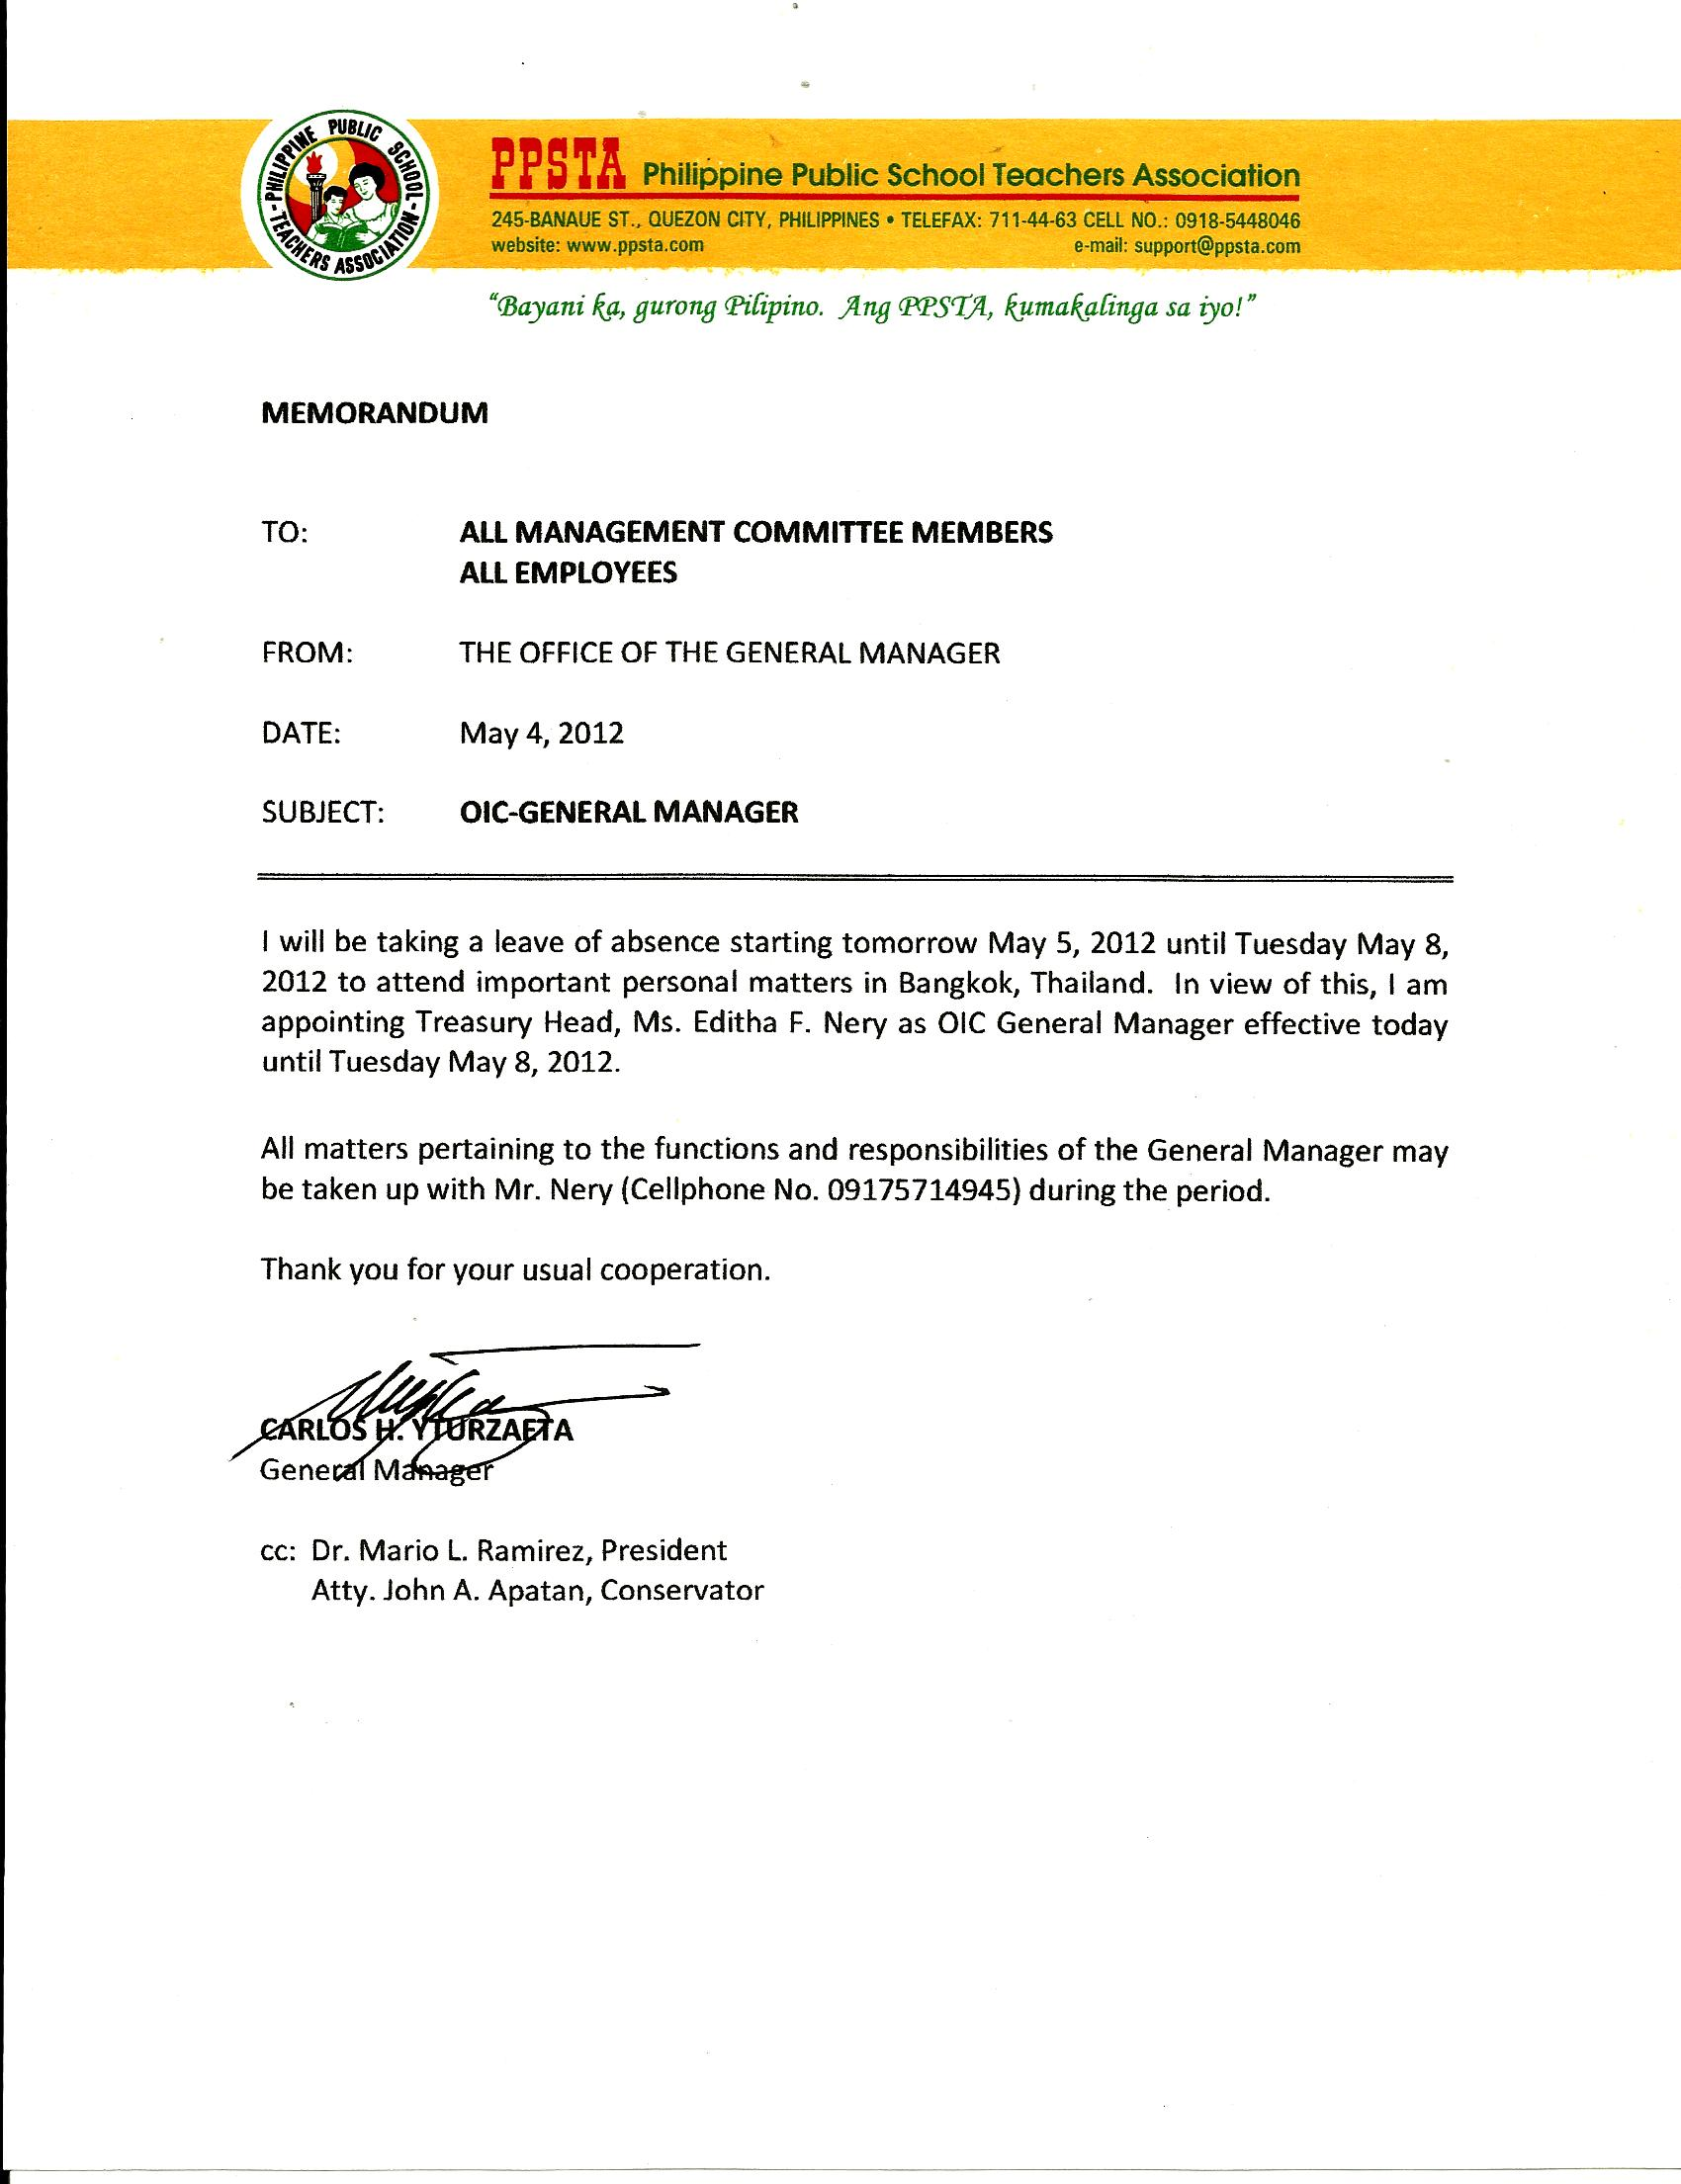 PHILIPPINE PUBLIC SCHOOL
- TEACHERS ASSOCIATION -
PPSTA Philippine Public School Teachers Association
245-BANAUE ST., QUEZON CITY, PHILIPPINES • TELEFAX: 711-44-63 CELL NO.: 0918-5448046
website: www.ppsta.com e-mail: support@ppsta.com
“Bayani ka, gurong Pilipino. Ang PPSTA, kumakalinga sa iyo!”
MEMORANDUM
TO: ALL MANAGEMENT COMMITTEE MEMBERS
ALL EMPLOYEES
FROM: THE OFFICE OF THE GENERAL MANAGER
DATE: May 4, 2012
SUBJECT: OIC-GENERAL MANAGER
I will be taking a leave of absence starting tomorrow May 5, 2012 until Tuesday May 8,
2012 to attend important personal matters in Bangkok, Thailand. In view of this, I am
appointing Treasury Head, Ms. Editha F. Nery as OIC General Manager effective today
until Tuesday May 8, 2012.
All matters pertaining to the functions and responsibilities of the General Manager may
be taken up with Mr. Nery (Cellphone No. 09175714945) during the period.
Thank you for your usual cooperation.
CARLOS H. YTURZAETA
General Manager
cc: Dr. Mario L. Ramirez, President
Atty. John A. Apatan, Conservator